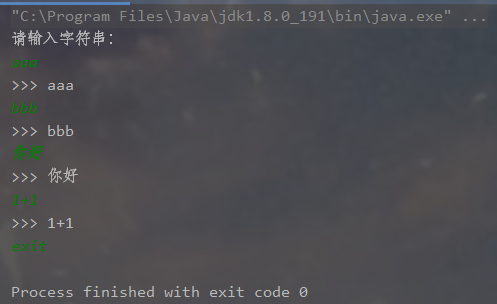 "C:\Program Files\Java\jdk1.8.0_191\bin\java.exe" ...
请输入字符串:
aaa
>>> aaa
bbb
>>> bbb
你好
>>> 你好
1+1
>>> 1+1
exit
Process finished with exit code 0